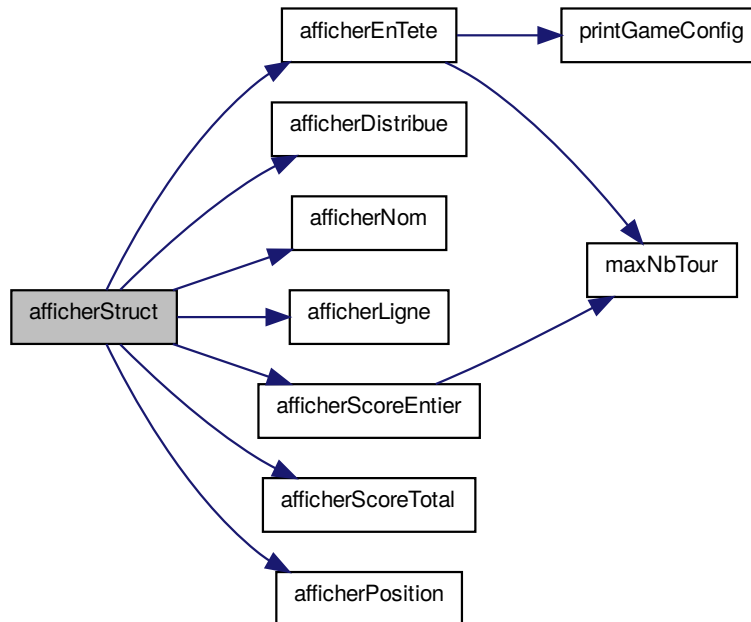 afficherEnTete
printGameConfig
afficherDistribue
afficherNom
maxNbTour
afficherStruct
afficherLigne
afficherScoreEntier
afficherScoreTotal
afficherPosition